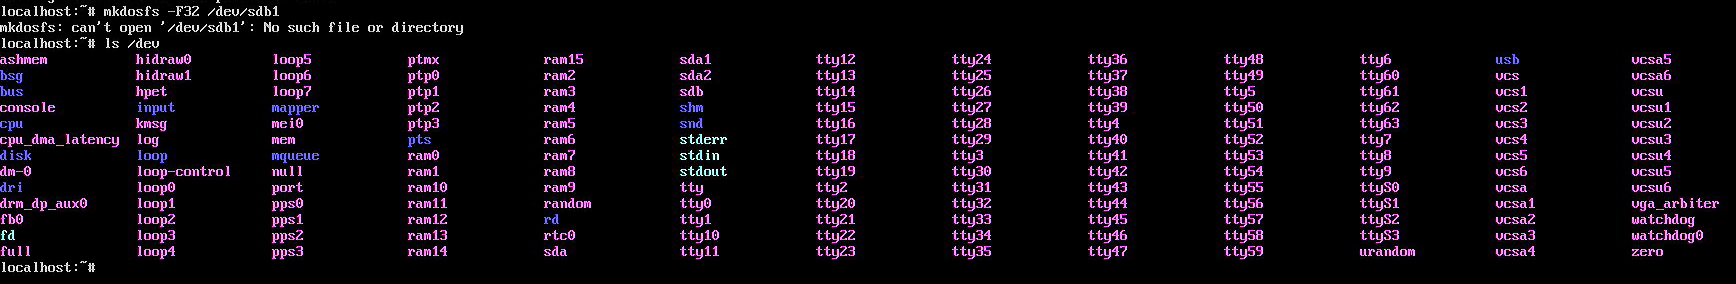 localhost:~# mkdosfs -F32 /dev/sdb1
mkdosfs: can't open '/dev/sdb1': No such file or directory
localhost:~# ls /dev
ashmem hidraw0 loop5 ptmx ram15 sda1 tty12 tty24 tty36 tty48 tty6 usb vcsa5
bsg hidraw1 loop6 ptp0 ram2 sda2 tty13 tty25 tty37 tty49 tty60 vcs vcsa6
bus hpet loop7 ptp1 ram3 sdb tty14 tty26 tty38 tty5 tty61 vcs1 vcsu
console input mapper ptp2 ram4 shm tty15 tty27 tty39 tty50 tty62 vcs2 vcsu1
cpu kmsg mei0 ptp3 ram5 snd tty16 tty28 tty4 tty51 tty63 vcs3 vcsu2
cpu_dma_latency log mem pts ram6 stderr tty17 tty29 tty40 tty52 tty7 vcs4 vcsu3
disk loop mqueue ram0 ram7 stdin tty18 tty3 tty41 tty53 tty8 vcs5 vcsu4
dm-0 loop-control null ram1 ram8 stdout tty19 tty30 tty42 tty54 tty9 vcs6 vcsu5
dri loop0 port ram10 ram9 tty tty2 tty31 tty43 tty55 ttyS0 vcsa vcsu6
drm_dp_aux0 loop1 pps0 ram11 random tty0 tty20 tty32 tty44 tty56 ttyS1 vcsa1 vga_arbiter
fb0 loop2 pps1 ram12 rd tty1 tty21 tty33 tty45 tty57 ttyS2 vcsa2 watchdog
fd loop3 pps2 ram13 rtc0 tty10 tty22 tty34 tty46 tty58 ttyS3 vcsa3 watchdog0
full loop4 pps3 ram14 sda tty11 tty23 tty35 tty47 tty59 urandom vcsa4 zero
localhost:~#